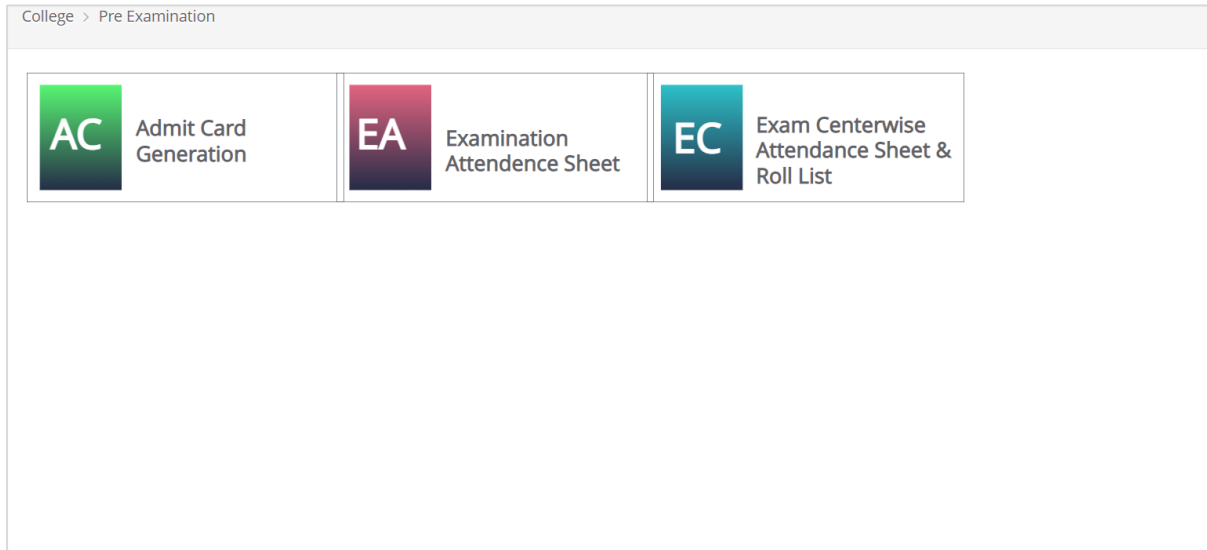 College > Pre Examination
AC
Admit Card
Generation
EA
Examination
Attendence Sheet
EC
Exam Centerwise
Attendance Sheet &
Roll List